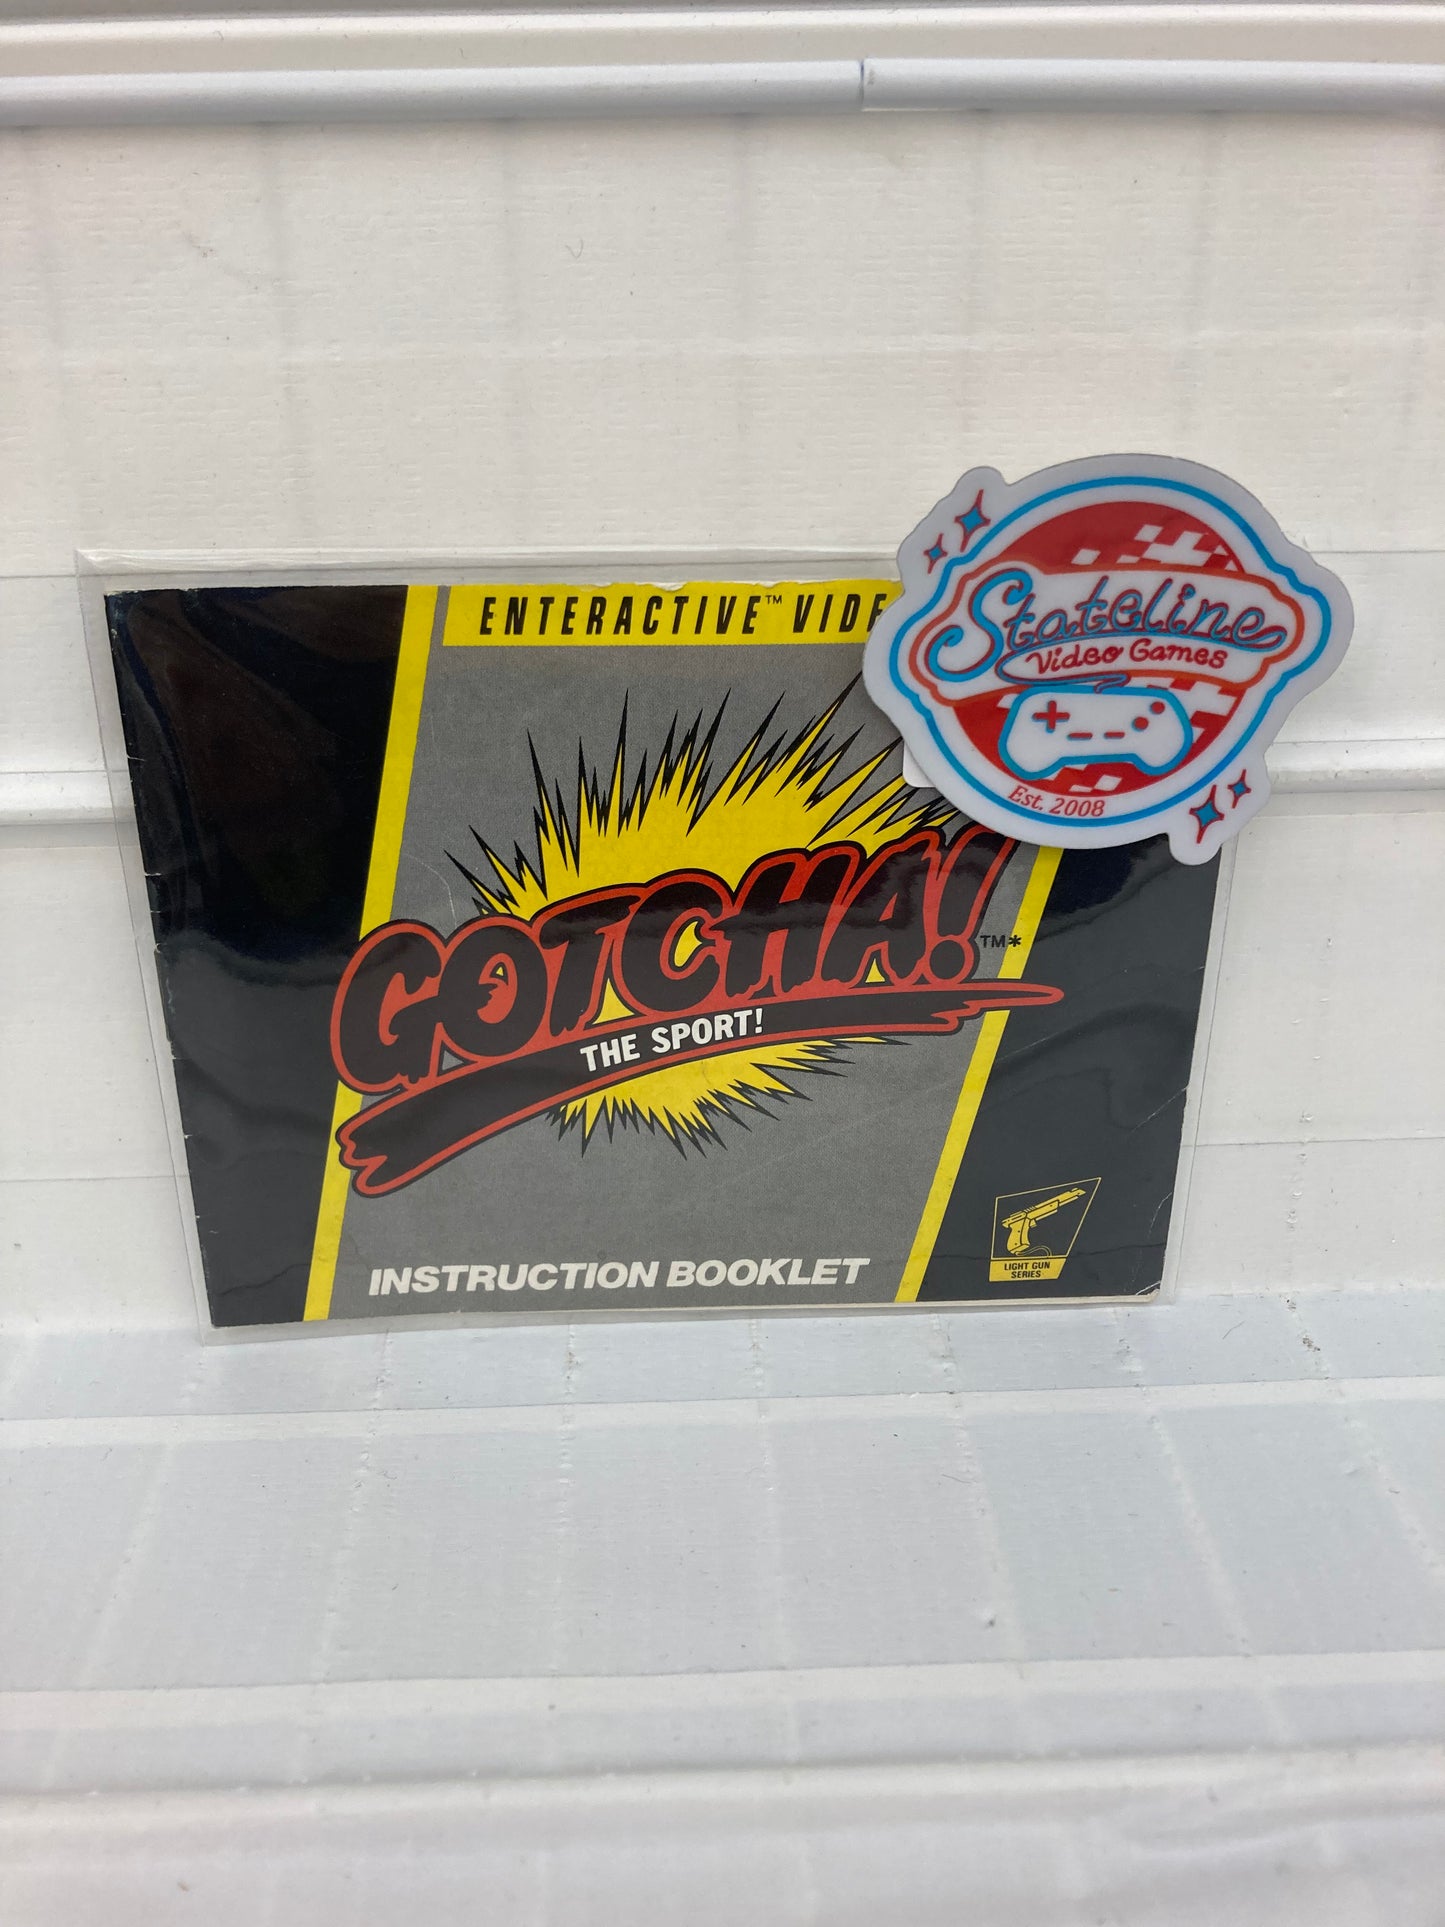 ENTERACTIVE™ VIDE
Stateline
Video Games
Est. 2008
GOTCHA!™*
THE SPORT!
INSTRUCTION BOOKLET
LIGHT GUN
SERIES